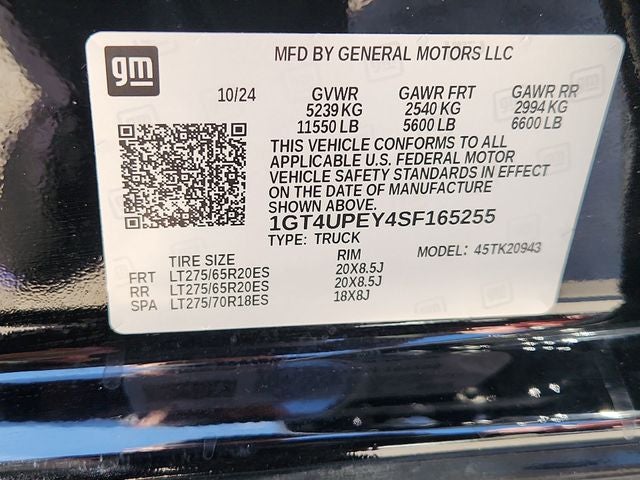 gm
MFD BY GENERAL MOTORS LLC
10/24 GVWR GAWR FRT GAWR RR
5239 KG 2540 KG 2994 KG
11550 LB 5600 LB 6600 LB
THIS VEHICLE CONFORMS TO ALL
APPLICABLE U.S. FEDERAL MOTOR
VEHICLE SAFETY STANDARDS IN EFFECT
ON THE DATE OF MANUFACTURE
SHOWN ABOVE.
1GT4UPEY4SF165255
TYPE: TRUCK MODEL: 45TK20943
TIRE SIZE RIM
FRT LT275/65R20ES 20X8.5J
RR LT275/65R20ES 20X8.5J
SPA LT275/70R18ES 18X8J